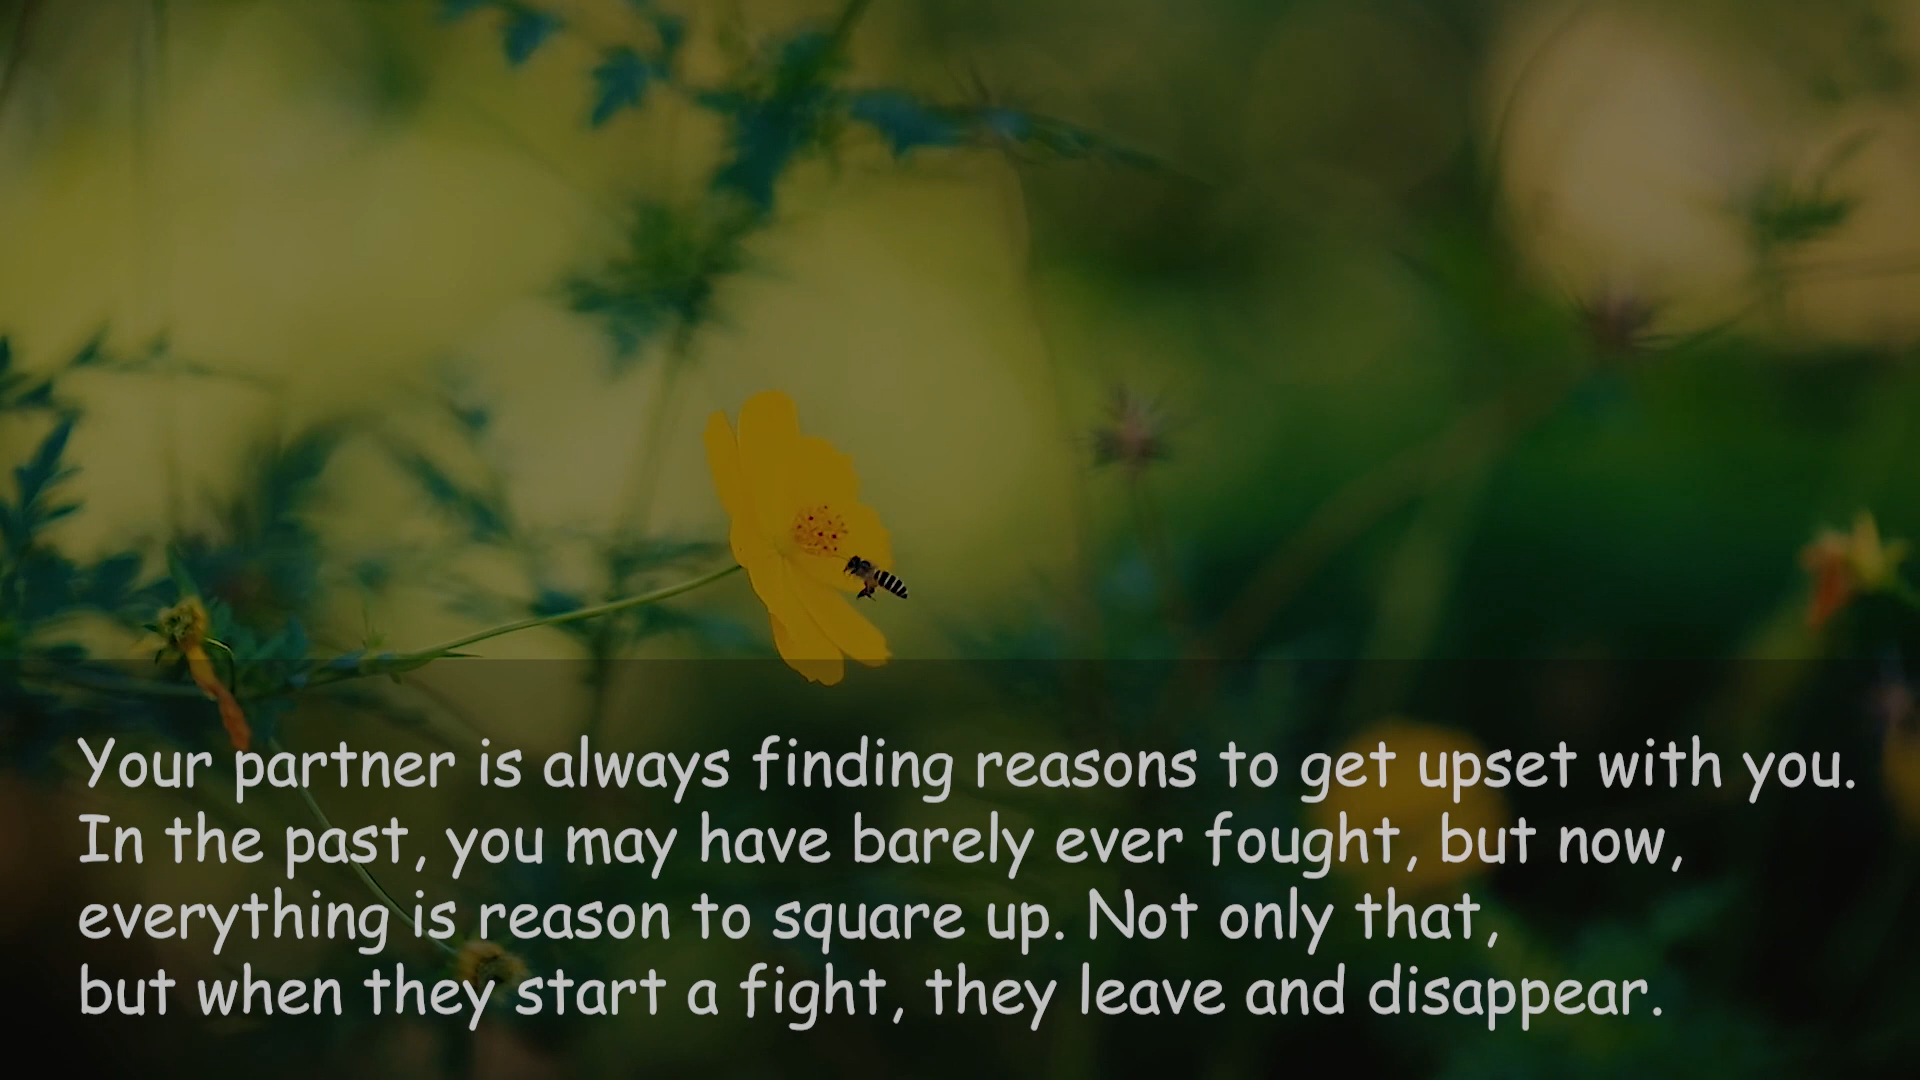 Your partner is always finding reasons to get upset with you.
In the past, you may have barely ever fought, but now,
everything is reason to square up. Not only that,
but when they start a fight, they leave and disappear.